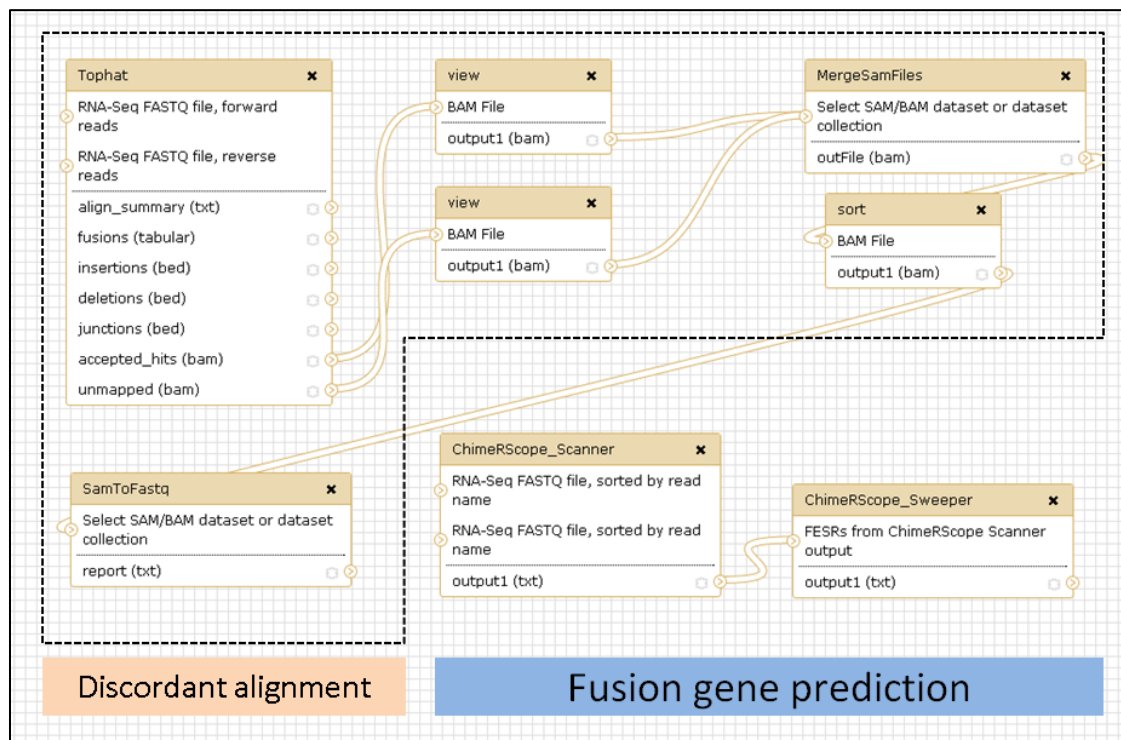 Tophat
RNA-Seq FASTQ file, forward
reads
RNA-Seq FASTQ file, reverse
reads
align_summary (txt)
fusions (tabular)
insertions (bed)
deletions (bed)
junctions (bed)
accepted_hits (bam)
unmapped (bam)
view
BAM File
output1 (bam)
view
BAM File
output1 (bam)
MergeSamFiles
Select SAM/BAM dataset or dataset
collection
outFile (bam)
sort
BAM File
output1 (bam)
SamToFastq
Select SAM/BAM dataset or dataset
collection
report (txt)
ChimeRScope_Scanner
RNA-Seq FASTQ file, sorted by read
name
RNA-Seq FASTQ file, sorted by read
name
output1 (txt)
ChimeRScope_Sweeper
FESRs from ChimeRScope Scanner
output
output1 (txt)
Discordant alignment
Fusion gene prediction